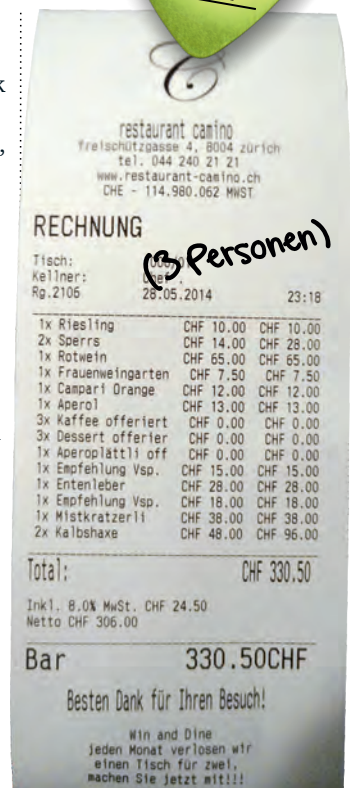 C
restaurant camino
freischützgasse 4, 8004 zürich
tel. 044 240 21 21
www.restaurant-camino.ch
CHE - 114.980.062 MWST
RECHNUNG
(3 Personen)
Tisch:
Kellner:
Rg.2106 28.05.2014 23:18
1x Riesling CHF 10.00 CHF 10.00
2x Sperrs CHF 14.00 CHF 28.00
1x Rotwein CHF 65.00 CHF 65.00
1x Frauenweingarten CHF 7.50 CHF 7.50
1x Campari Orange CHF 12.00 CHF 12.00
1x Aperol CHF 13.00 CHF 13.00
3x Kaffee offeriert CHF 0.00 CHF 0.00
3x Dessert offerier CHF 0.00 CHF 0.00
1x Aperoplättli off CHF 0.00 CHF 0.00
1x Empfehlung Vsp. CHF 15.00 CHF 15.00
1x Entenleber CHF 28.00 CHF 28.00
1x Empfehlung Vsp. CHF 18.00 CHF 18.00
1x Mistkratzerli CHF 38.00 CHF 38.00
2x Kalbshaxe CHF 48.00 CHF 96.00
Total: CHF 330.50
Inkl. 8.0% MwSt. CHF 24.50
Netto CHF 306.00
Bar 330.50CHF
Besten Dank für Ihren Besuch!
Win and Dine
jeden Monat verlosen wir
einen Tisch für zwei,
machen Sie jetzt mit!!!